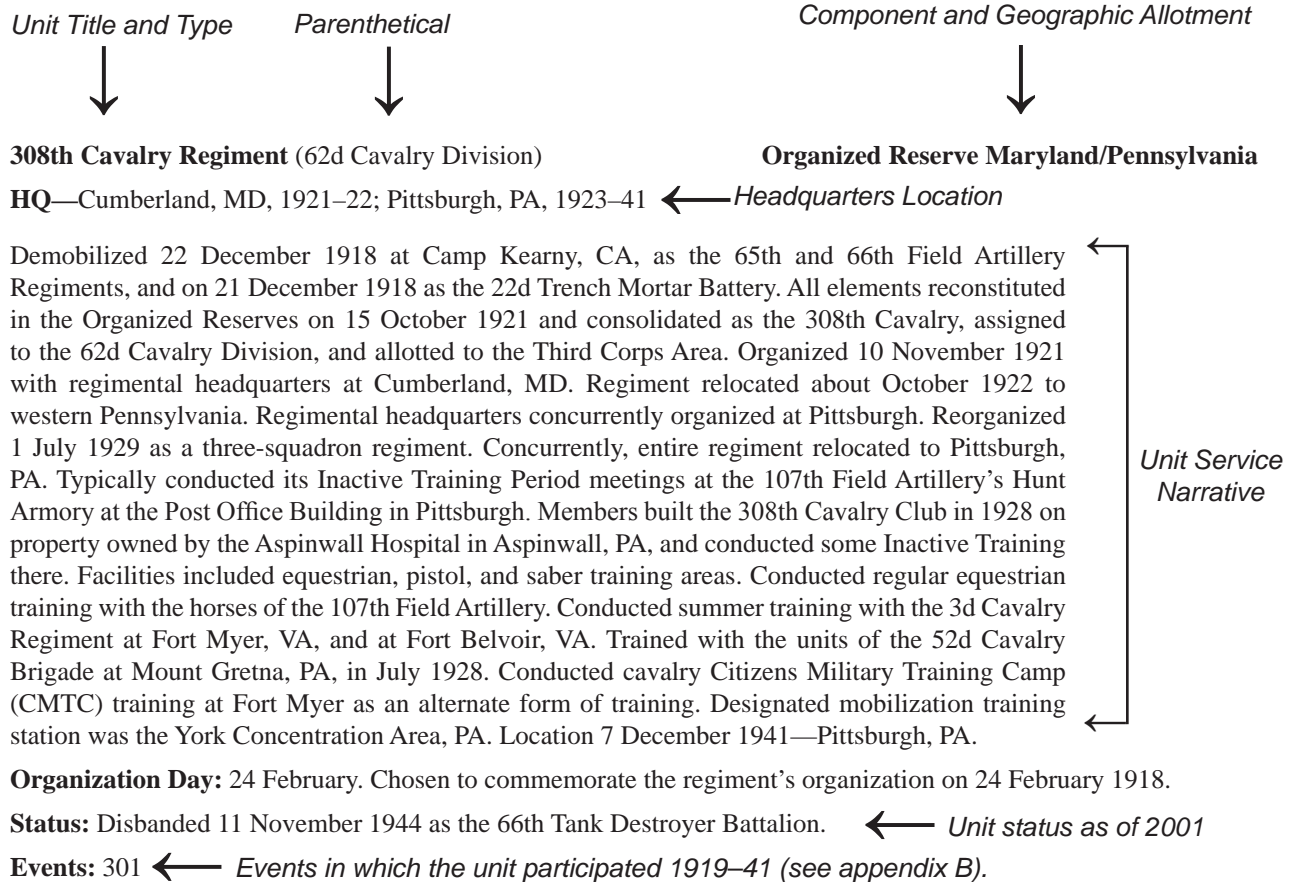 Unit Title and Type Parenthetical Component and Geographic Allotment
308th Cavalry Regiment (62d Cavalry Division) Organized Reserve Maryland/Pennsylvania
HQ—Cumberland, MD, 1921–22; Pittsburgh, PA, 1923–41 Headquarters Location
Demobilized 22 December 1918 at Camp Kearny, CA, as the 65th and 66th Field Artillery
Regiments, and on 21 December 1918 as the 22d Trench Mortar Battery. All elements reconstituted
in the Organized Reserves on 15 October 1921 and consolidated as the 308th Cavalry, assigned
to the 62d Cavalry Division, and allotted to the Third Corps Area. Organized 10 November 1921
with regimental headquarters at Cumberland, MD. Regiment relocated about October 1922 to
western Pennsylvania. Regimental headquarters concurrently organized at Pittsburgh. Reorganized
1 July 1929 as a three-squadron regiment. Concurrently, entire regiment relocated to Pittsburgh,
PA. Typically conducted its Inactive Training Period meetings at the 107th Field Artillery’s Hunt
Armory at the Post Office Building in Pittsburgh. Members built the 308th Cavalry Club in 1928 on
property owned by the Aspinwall Hospital in Aspinwall, PA, and conducted some Inactive Training
there. Facilities included equestrian, pistol, and saber training areas. Conducted regular equestrian
training with the horses of the 107th Field Artillery. Conducted summer training with the 3d Cavalry
Regiment at Fort Myer, VA, and at Fort Belvoir, VA. Trained with the units of the 52d Cavalry
Brigade at Mount Gretna, PA, in July 1928. Conducted cavalry Citizens Military Training Camp
(CMTC) training at Fort Myer as an alternate form of training. Designated mobilization training
station was the York Concentration Area, PA. Location 7 December 1941—Pittsburgh, PA.
Unit Service
Narrative
Organization Day: 24 February. Chosen to commemorate the regiment’s organization on 24 February 1918.
Status: Disbanded 11 November 1944 as the 66th Tank Destroyer Battalion. Unit status as of 2001
Events: 301 Events in which the unit participated 1919–41 (see appendix B).